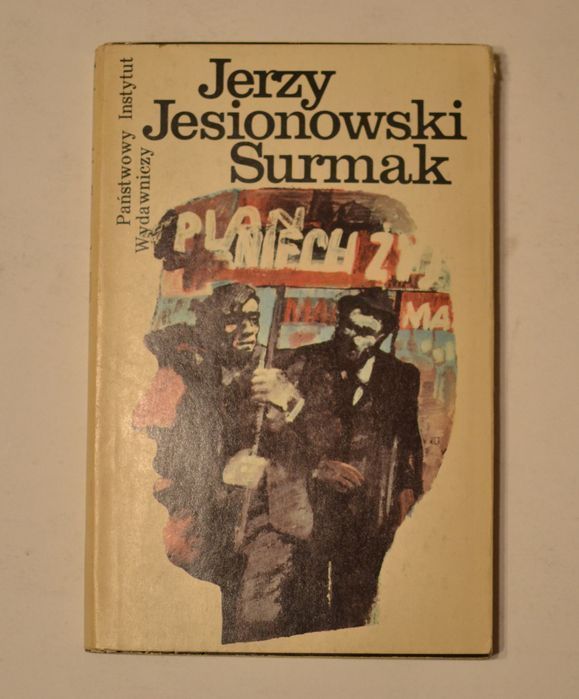 Jerzy
Jesionowski
Surmak
Państwowy Instytut
Wydawniczy
PLAN
NIECH ŻY
MA
MA